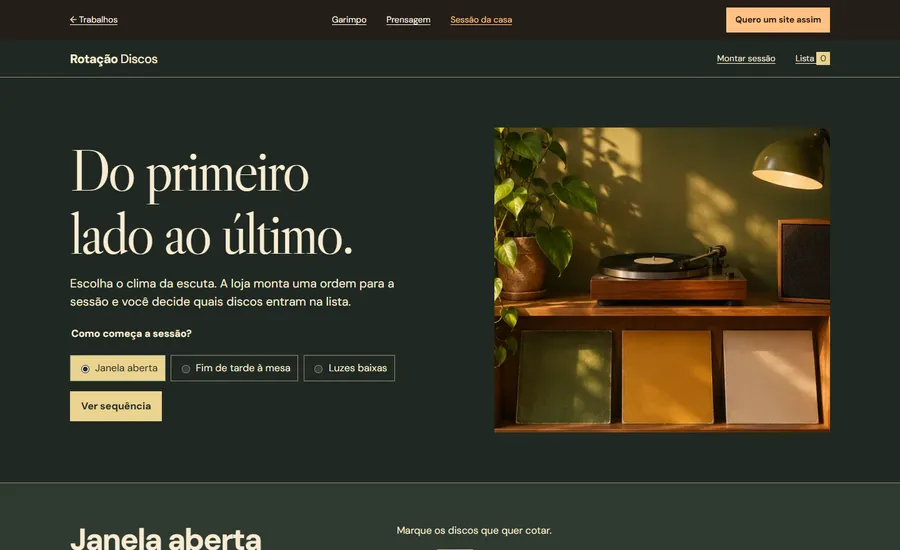 ← Trabalhos
Garimpo
Prensagem
Sessão da casa
Quero um site assim
Rotação Discos
Montar sessão
Lista 0
Do primeiro
lado ao último.
Escolha o clima da escuta. A loja monta uma ordem para a
sessão e você decide quais discos entram na lista.
Como começa a sessão?
Janela aberta
Fim de tarde à mesa
Luzes baixas
Ver sequência
Janela aberta
Marque os discos que quer cotar.